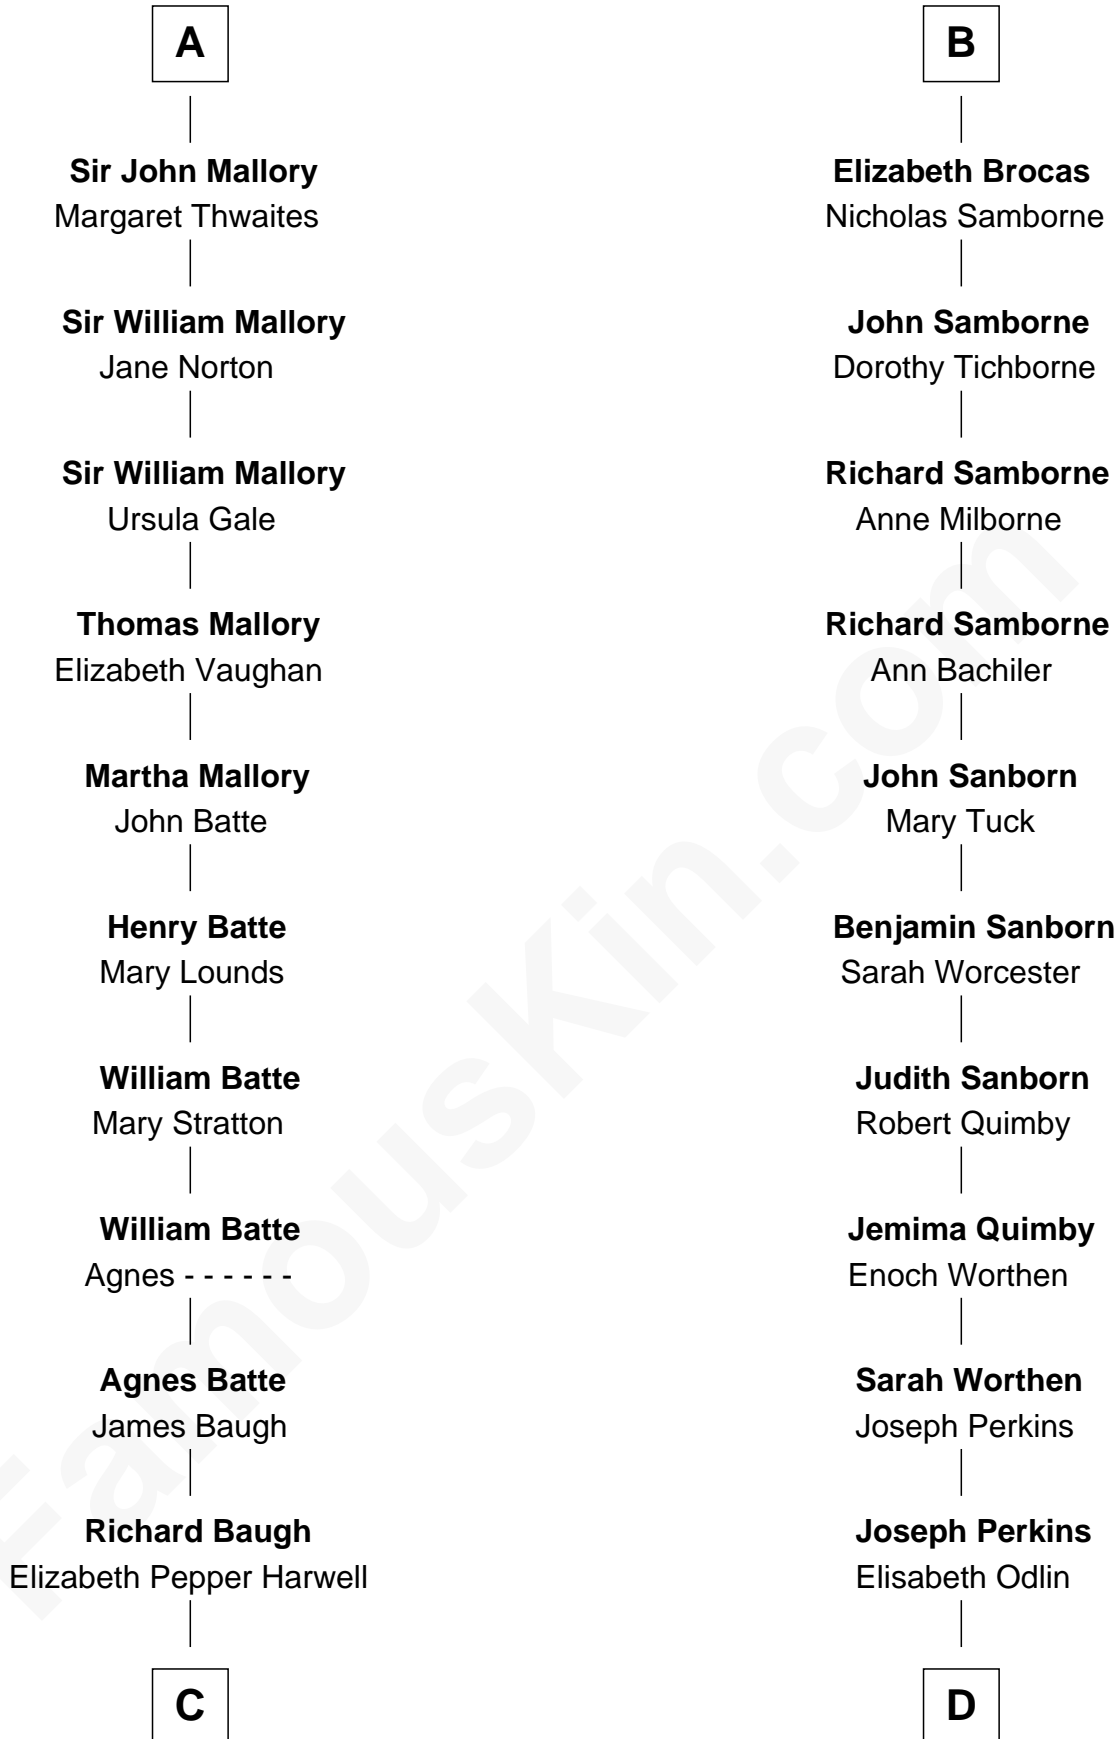 A
Sir John Mallory
Margaret Thwaites
Sir William Mallory
Jane Norton
Sir William Mallory
Ursula Gale
Thomas Mallory
Elizabeth Vaughan
Martha Mallory
John Batte
Henry Batte
Mary Lounds
William Batte
Mary Stratton
William Batte
Agnes - - - - - -
Agnes Batte
James Baugh
Richard Baugh
Elizabeth Pepper Harwell
C
B
Elizabeth Brocas
Nicholas Samborne
John Samborne
Dorothy Tichborne
Richard Samborne
Anne Milborne
Richard Samborne
Ann Bachiler
John Sanborn
Mary Tuck
Benjamin Sanborn
Sarah Worcester
Judith Sanborn
Robert Quimby
Jemima Quimby
Enoch Worthen
Sarah Worthen
Joseph Perkins
Joseph Perkins
Elisabeth Odlin
D
FamousKin.com